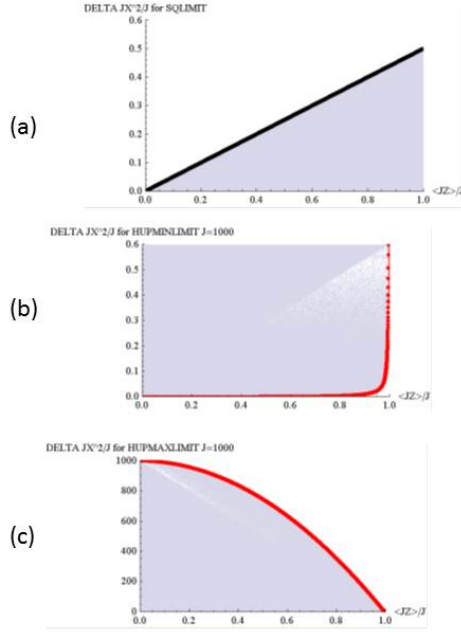 DELTA JX^2/J for SQLIMIT
0.6
0.5
0.4
0.3
0.2
0.1
0.0
0.0 0.2 0.4 0.6 0.8 1.0
<JZ>/J
(a)
DELTA JX^2/J for HUPMINLIMIT J=1000
0.6
0.5
0.4
0.3
0.2
0.1
0.0
0.0 0.2 0.4 0.6 0.8 1.0
<JZ>/J
(b)
DELTA JX^2/J for HUPMAXLIMIT J=1000
1000
800
600
400
200
0
0.0 0.2 0.4 0.6 0.8 1.0
<JZ>/J
(c)